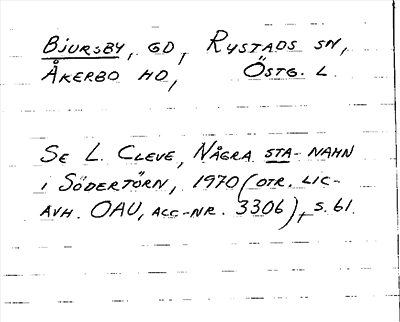 BJURSBY, GD, RYSTADS SN,
ÅKERBO HD, ÖSTG. L.
SE L. CLEVE, NÅGRA STA-NAMN
I SÖDERTÖRN, 1970 (OTR. LIC-
AVH. OAU, ACC-NR. 3306), S. 61.